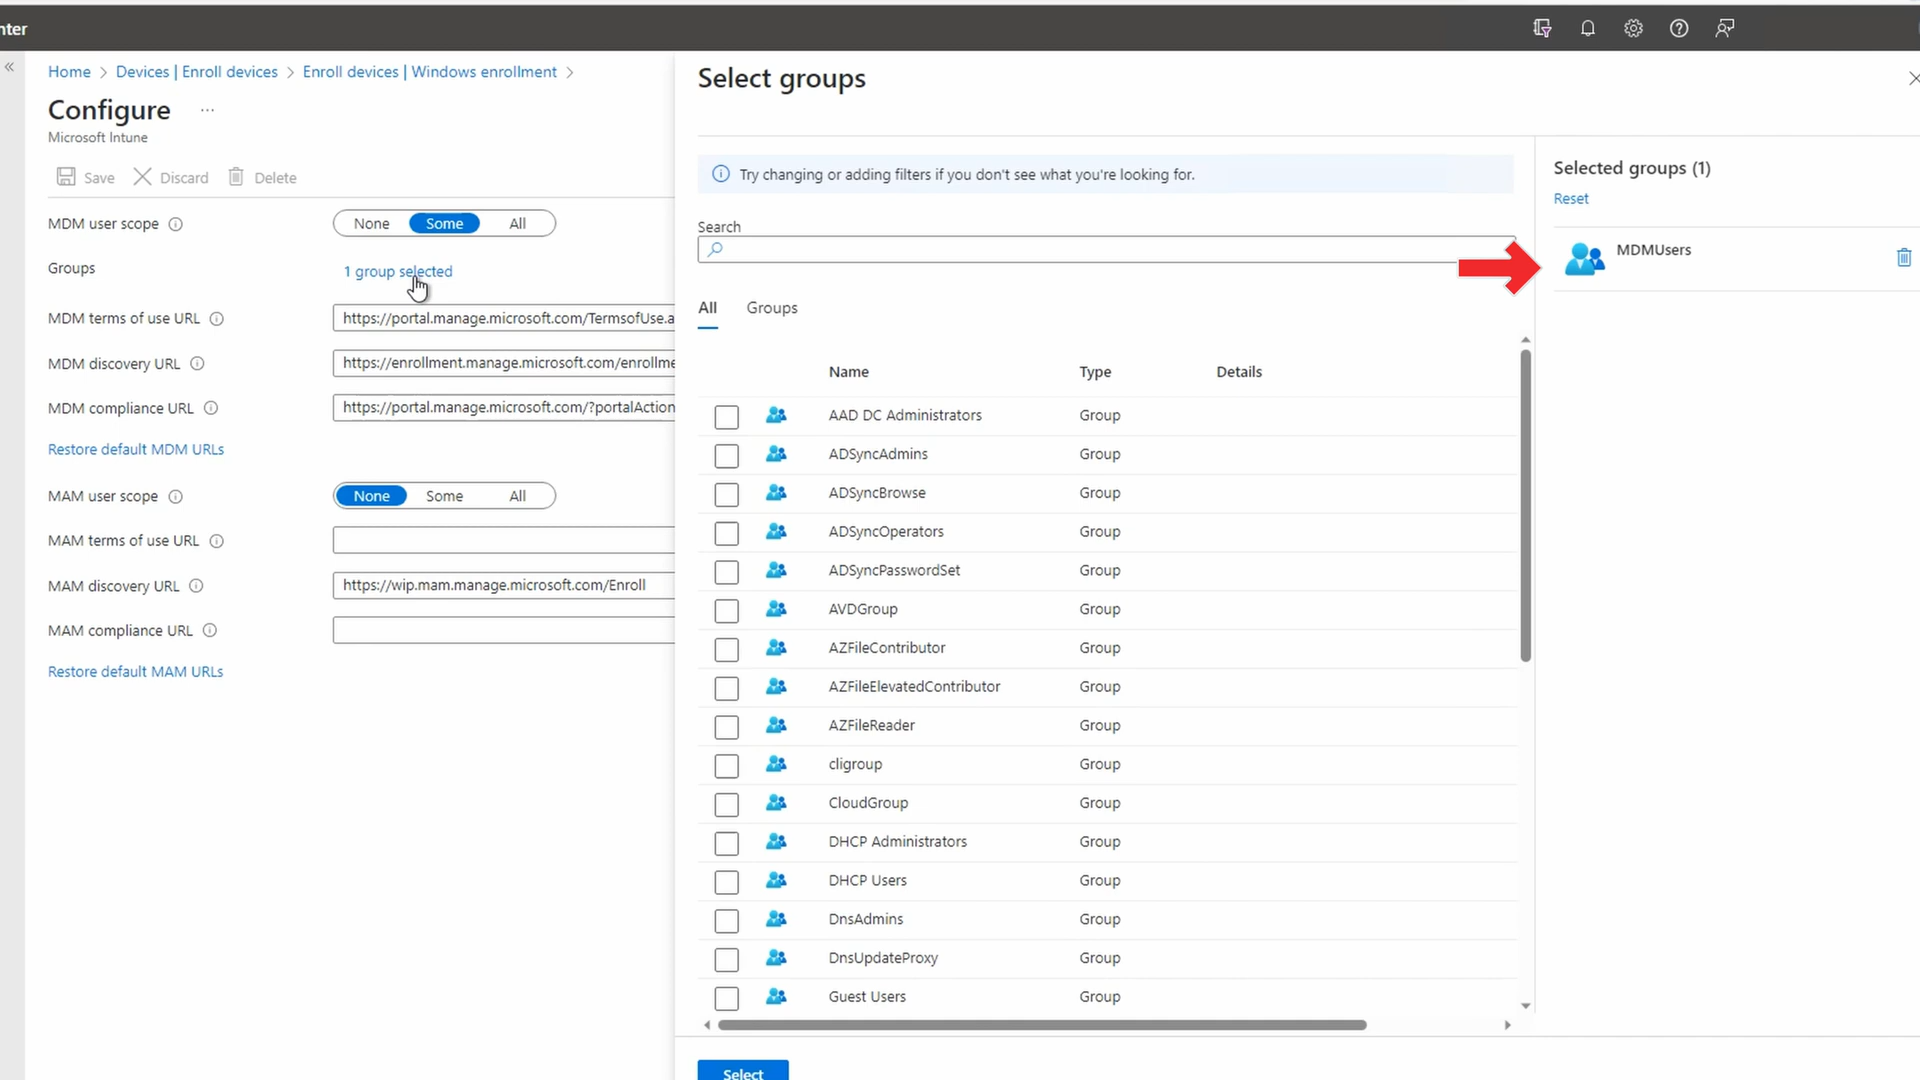 nter
Home > Devices | Enroll devices > Enroll devices | Windows enrollment >
Configure ...
Microsoft Intune
Save Discard Delete
MDM user scope None Some All
Groups 1 group selected
MDM terms of use URL https://portal.manage.microsoft.com/TermsofUse.a
MDM discovery URL https://enrollment.manage.microsoft.com/enrollme
MDM compliance URL https://portal.manage.microsoft.com/?portalAction
Restore default MDM URLs
MAM user scope None Some All
MAM terms of use URL
MAM discovery URL https://wip.mam.manage.microsoft.com/Enroll
MAM compliance URL
Restore default MAM URLs
Select groups
Try changing or adding filters if you don't see what you're looking for.
Search
All Groups
Name Type Details
AAD DC Administrators Group
ADSyncAdmins Group
ADSyncBrowse Group
ADSyncOperators Group
ADSyncPasswordSet Group
AVDGroup Group
AZFileContributor Group
AZFileElevatedContributor Group
AZFileReader Group
cligroup Group
CloudGroup Group
DHCP Administrators Group
DHCP Users Group
DnsAdmins Group
DnsUpdateProxy Group
Guest Users Group
Select
Selected groups (1)
Reset
MDMUsers